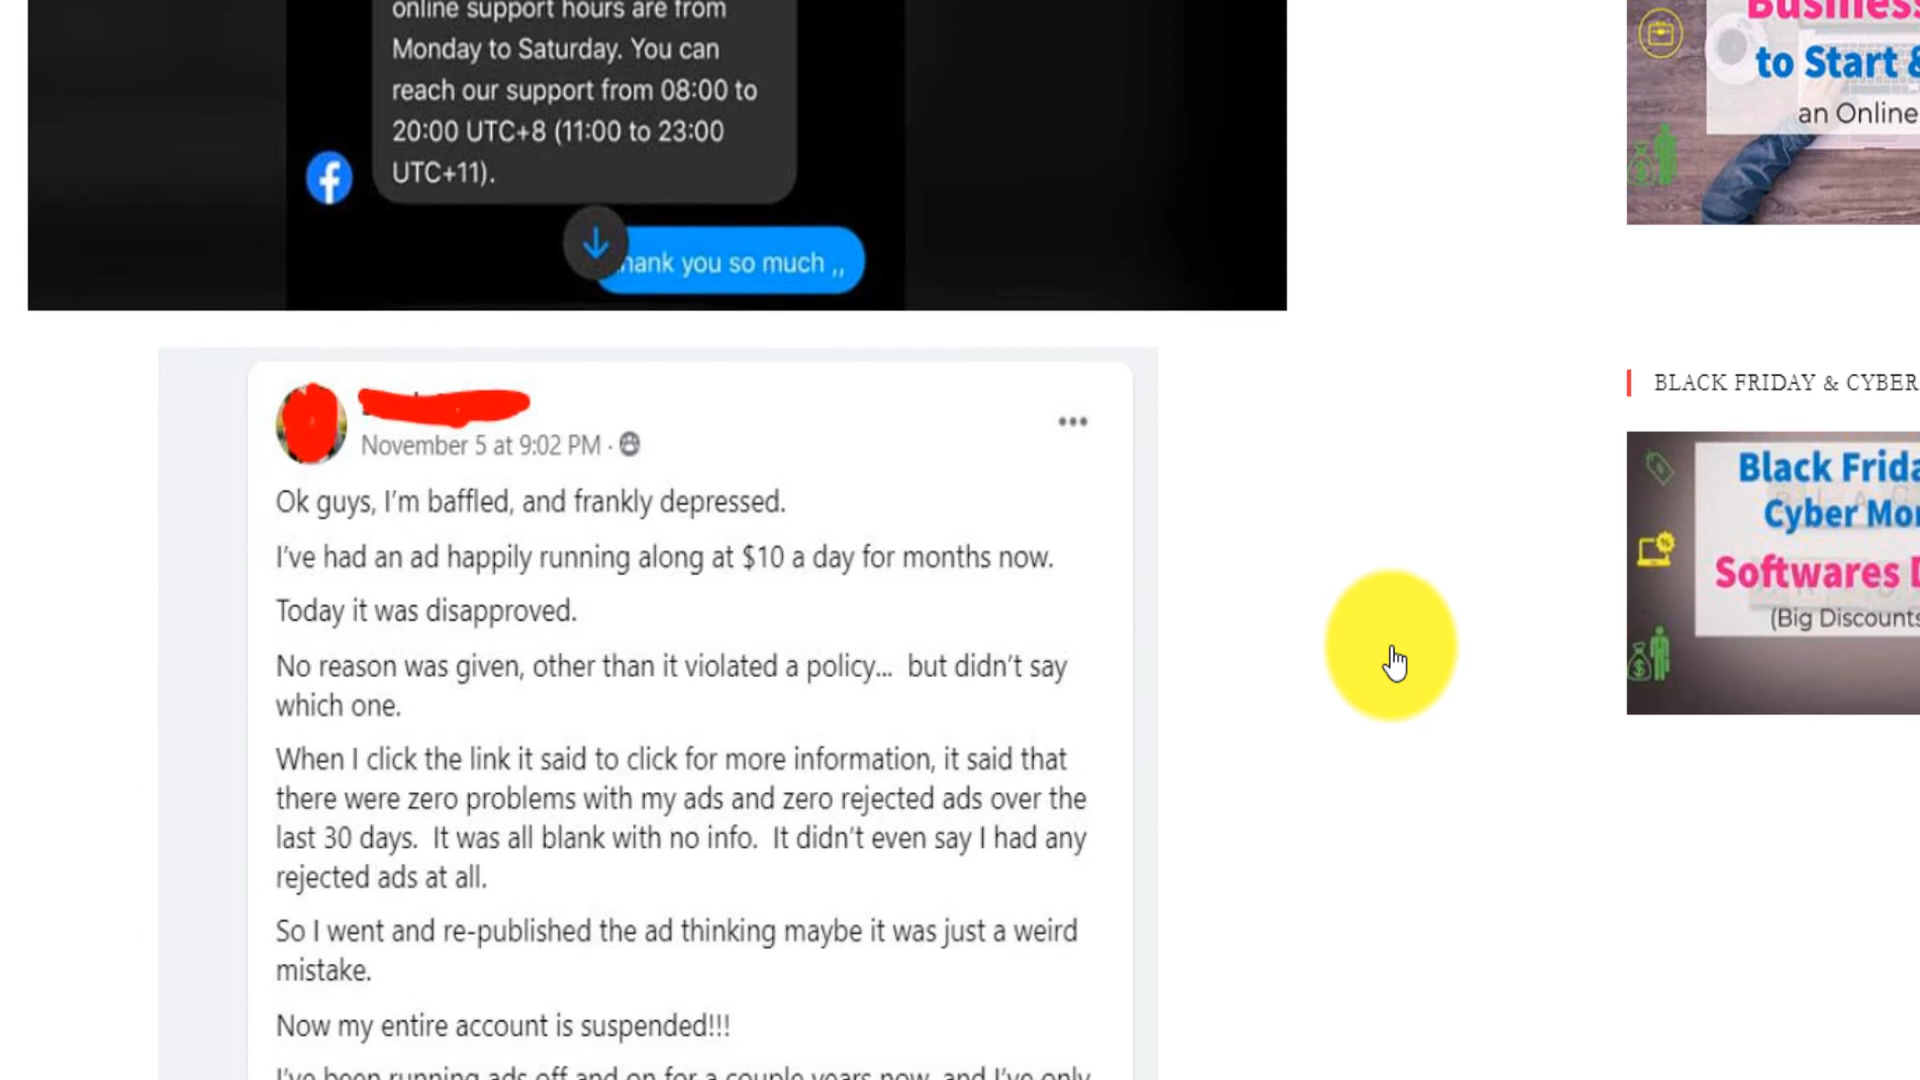 online support hours are from
Monday to Saturday. You can
reach our support from 08:00 to
20:00 UTC+8 (11:00 to 23:00
UTC+11).
hank you so much ,,
November 5 at 9:02 PM ·
Ok guys, I'm baffled, and frankly depressed.
I've had an ad happily running along at $10 a day for months now.
Today it was disapproved.
No reason was given, other than it violated a policy... but didn't say
which one.
When I click the link it said to click for more information, it said that
there were zero problems with my ads and zero rejected ads over the
last 30 days. It was all blank with no info. It didn't even say I had any
rejected ads at all.
So I went and re-published the ad thinking maybe it was just a weird
mistake.
Now my entire account is suspended!!!
I've been running ads off and on for a couple years now, and I've only
Business
to Start &
an Online
BLACK FRIDAY & CYBER
Black Frida
Cyber Mo
Softwares D
(Big Discounts